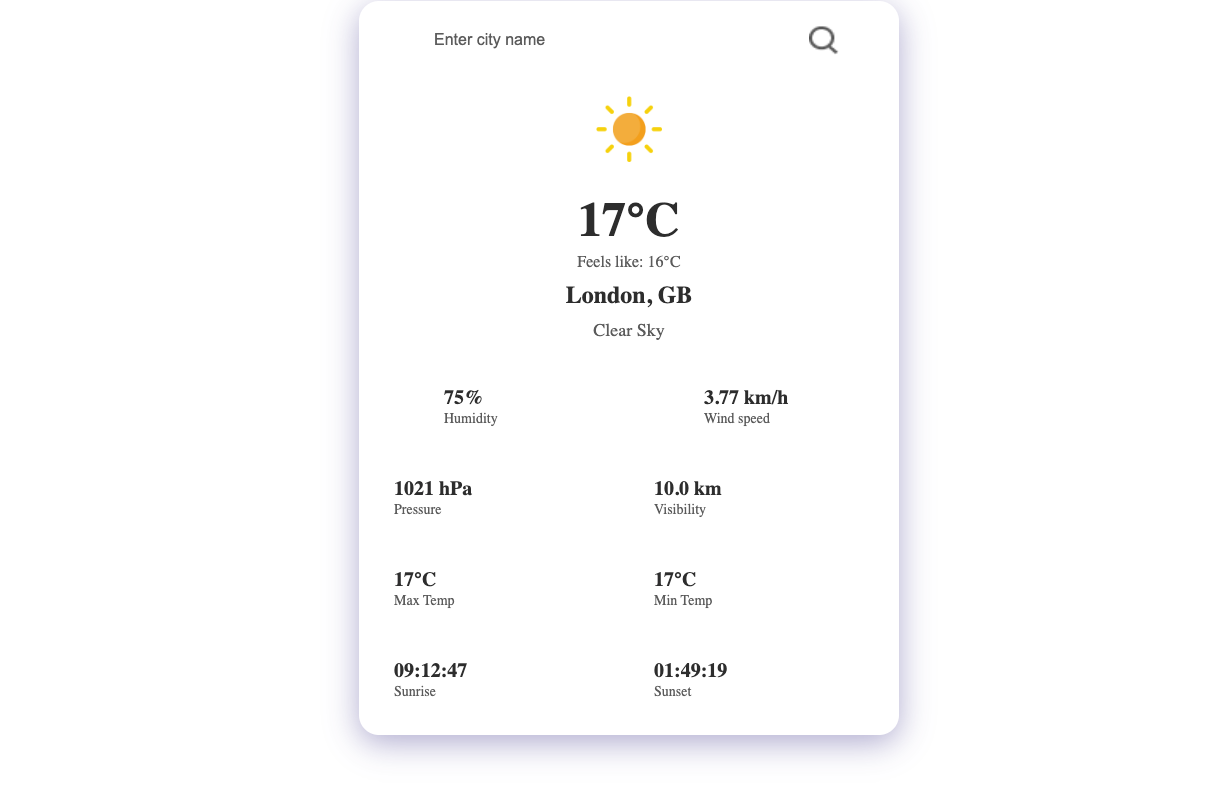 Enter city name
17°C
Feels like: 16°C
London, GB
Clear Sky
75%
Humidity
3.77 km/h
Wind speed
1021 hPa
Pressure
10.0 km
Visibility
17°C
Max Temp
17°C
Min Temp
09:12:47
Sunrise
01:49:19
Sunset